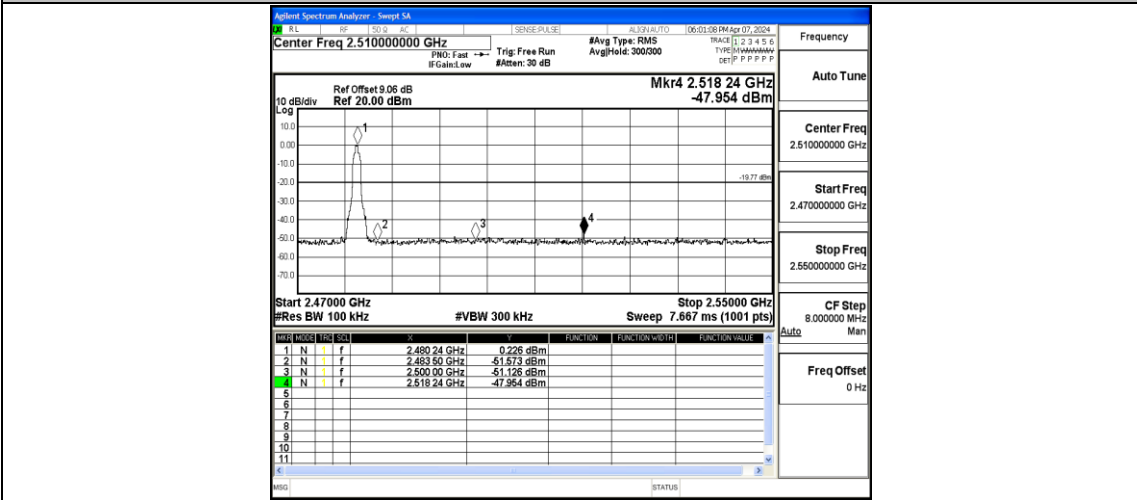 Agilent Spectrum Analyzer - Swept SA
RL RF 50 Ω AC SENSE:PULSE ALIGNAUTO 06:01:08 PM Apr 07, 2024
Center Freq 2.510000000 GHz
PNO: Fast
IFGain:Low
Trig: Free Run
#Atten: 30 dB
#Avg Type: RMS
Avg|Hold: 300/300
TRACE 1 2 3 4 5 6
TYPE MWWWWW
DET P P P P P P
Mkr4 2.518 24 GHz
-47.954 dBm
Ref Offset 9.06 dB
10 dB/div Ref 20.00 dBm
Log
10.0
0.00
-10.0
-20.0
-30.0
-40.0
-50.0
-60.0
-70.0
1
2
3
4
-19.77 dBm
Start 2.47000 GHz Stop 2.55000 GHz
#Res BW 100 kHz #VBW 300 kHz Sweep 7.667 ms (1001 pts)
MKR MODE TRC SCL X Y FUNCTION FUNCTION WIDTH FUNCTION VALUE
1 N 1 f 2.480 24 GHz 0.226 dBm
2 N 1 f 2.483 50 GHz -51.573 dBm
3 N 1 f 2.500 00 GHz -51.126 dBm
4 N 1 f 2.518 24 GHz -47.954 dBm
5
6
7
8
9
10
11
MSG STATUS
Frequency
Auto Tune
Center Freq
2.510000000 GHz
Start Freq
2.470000000 GHz
Stop Freq
2.550000000 GHz
CF Step
8.000000 MHz
Auto Man
Freq Offset
0 Hz